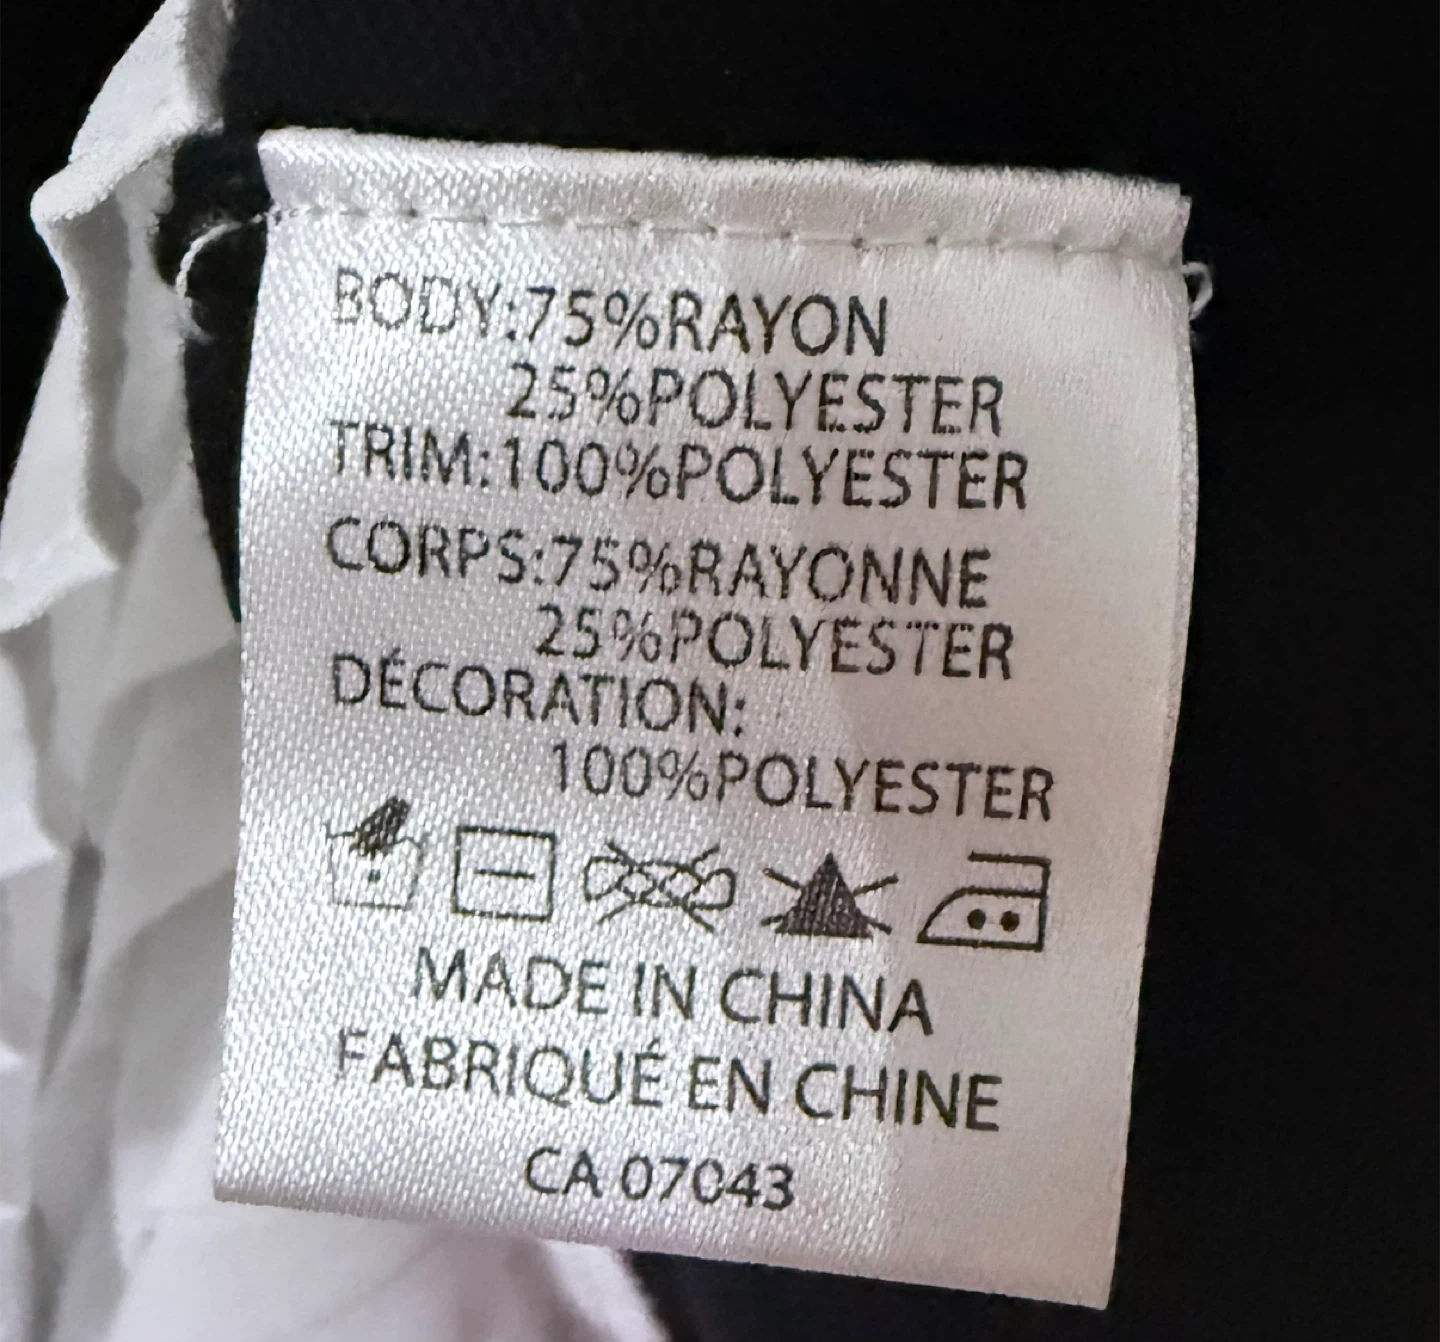 BODY:75%RAYON
25%POLYESTER
TRIM:100%POLYESTER
CORPS:75%RAYONNE
25%POLYESTER
DÉCORATION:
100%POLYESTER
MADE IN CHINA
FABRIQUÉ EN CHINE
CA 07043